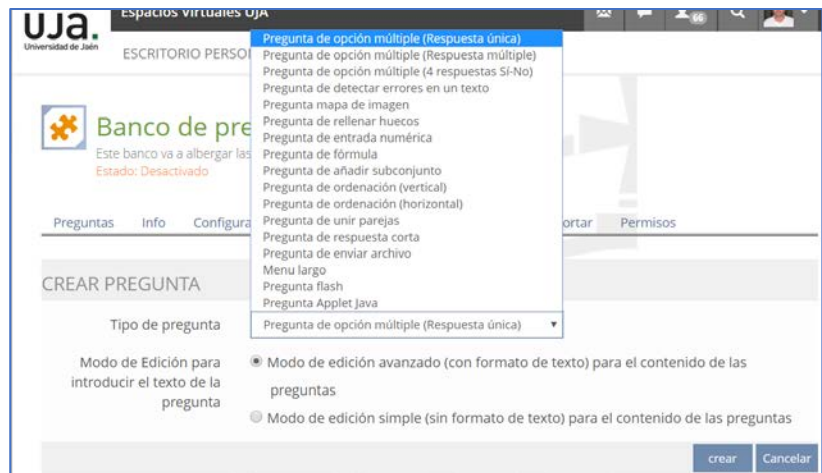 Espacios Virtuales UJA
66
UJa.
Universidad de Jaén
ESCRITORIO PERSO
Pregunta de opción múltiple (Respuesta única)
Pregunta de opción múltiple (Respuesta múltiple)
Pregunta de opción múltiple (4 respuestas Sí-No)
Pregunta de detectar errores en un texto
Pregunta mapa de imagen
Pregunta de rellenar huecos
Pregunta de entrada numérica
Pregunta de fórmula
Pregunta de añadir subconjunto
Pregunta de ordenación (vertical)
Pregunta de ordenación (horizontal)
Pregunta de unir parejas
Pregunta de respuesta corta
Pregunta de enviar archivo
Menu largo
Pregunta flash
Pregunta Applet Java
Banco de pre
Este banco va a albergar las
Estado: Desactivado
Preguntas Info Configura ortar Permisos
CREAR PREGUNTA
Tipo de pregunta Pregunta de opción múltiple (Respuesta única)
Modo de Edición para
introducir el texto de la
pregunta
Modo de edición avanzado (con formato de texto) para el contenido de las
preguntas
Modo de edición simple (sin formato de texto) para el contenido de las preguntas
crear Cancelar